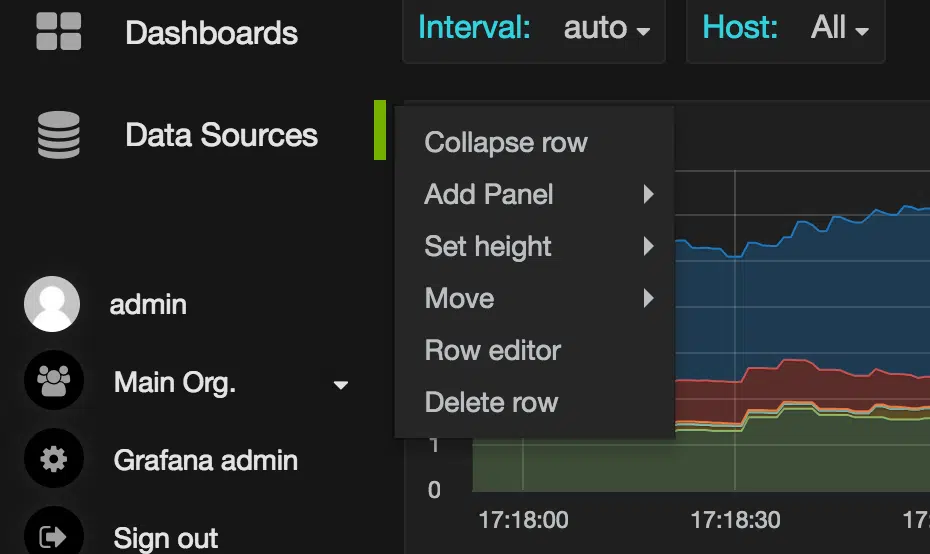 Dashboards
Data Sources
admin
Main Org.
Grafana admin
Sign out
Interval: auto
Host: All
Collapse row
Add Panel
Set height
Move
Row editor
Delete row
1
0
17:18:00
17:18:30
17: